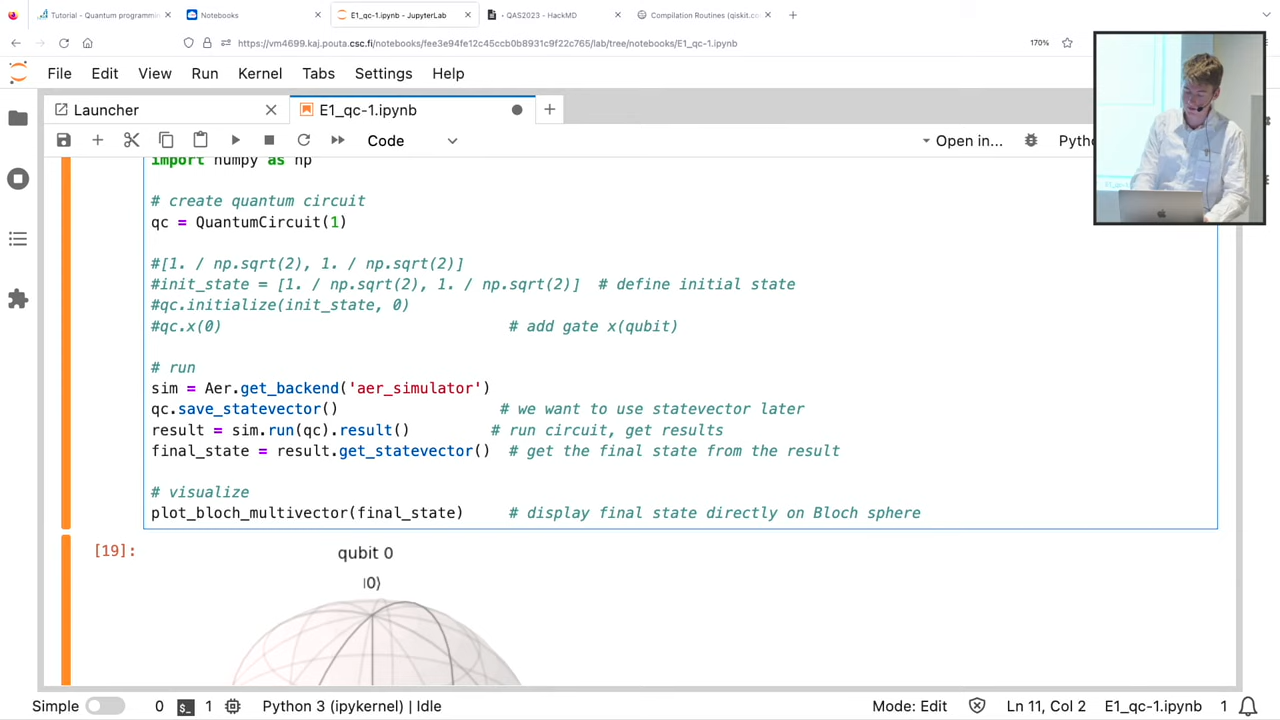 Tutorial - Quantum programmin
Notebooks
E1_qc-1.ipynb - JupyterLab
- QAS2023 - HackMD
Compilation Routines (qiskit.co
https://vm4699.kaj.pouta.csc.fi/notebooks/fee3e94fe12c45ccb0b8931c9f22c765/lab/tree/notebooks/E1_qc-1.ipynb
170%
File Edit View Run Kernel Tabs Settings Help
Launcher
E1_qc-1.ipynb
Code
Open in...
Pytho
import numpy as np
# create quantum circuit
qc = QuantumCircuit(1)
#[1. / np.sqrt(2), 1. / np.sqrt(2)]
#init_state = [1. / np.sqrt(2), 1. / np.sqrt(2)]  # define initial state
#qc.initialize(init_state, 0)
#qc.x(0) # add gate x(qubit)
# run
sim = Aer.get_backend('aer_simulator')
qc.save_statevector() # we want to use statevector later
result = sim.run(qc).result() # run circuit, get results
final_state = result.get_statevector() # get the final state from the result
# visualize
plot_bloch_multivector(final_state) # display final state directly on Bloch sphere
[19]:
qubit 0
|0⟩
Simple 0 1 Python 3 (ipykernel) | Idle Mode: Edit Ln 11, Col 2 E1_qc-1.ipynb 1